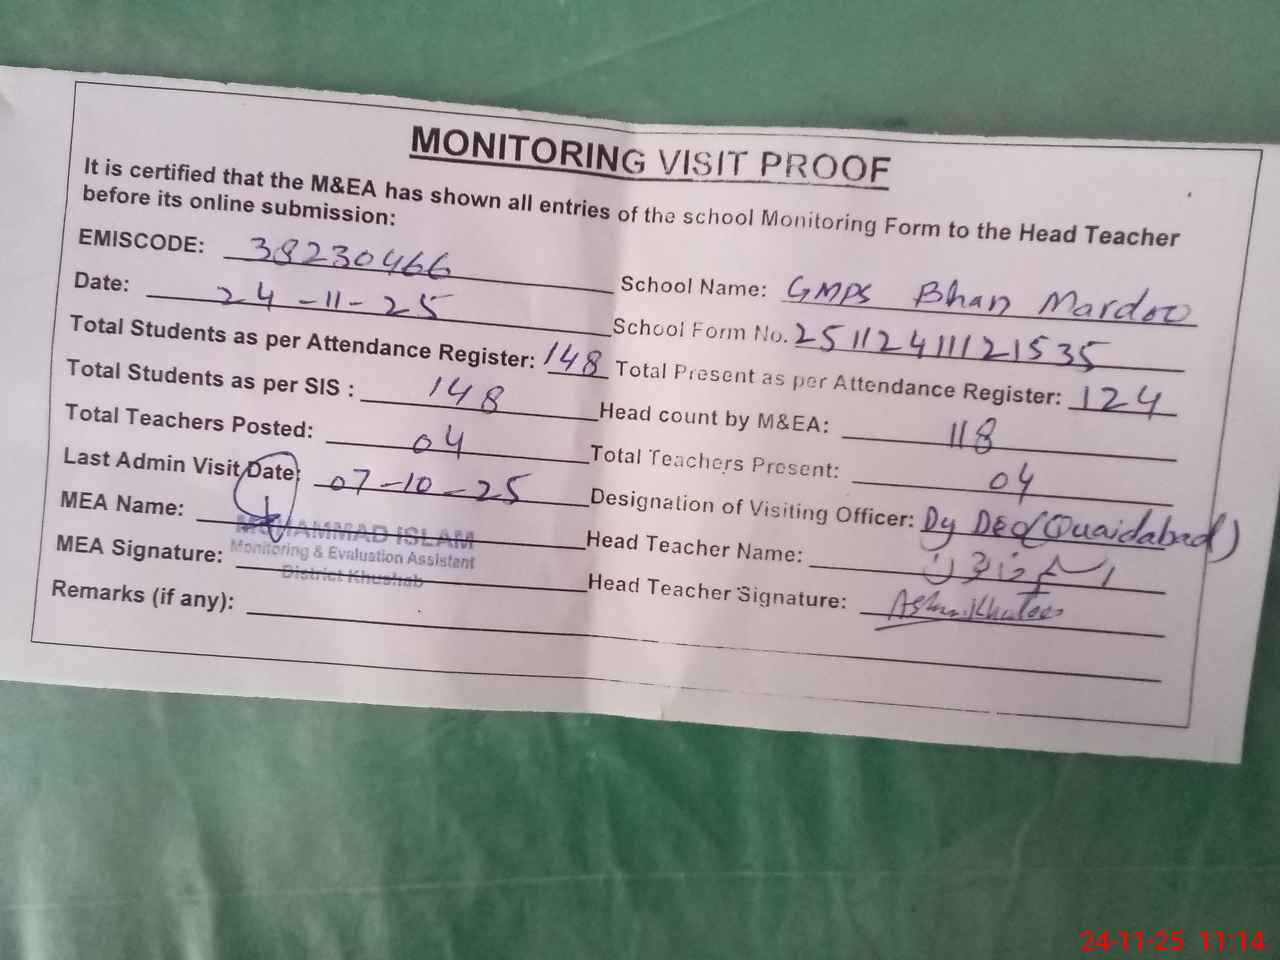 MONITORING VISIT PROOF
It is certified that the M&EA has shown all entries of the school Monitoring Form to the Head Teacher
before its online submission:
EMISCODE: 38230466
School Name: GMPS Bhan Mardoo
Date: 24-11-25
School Form No. 25112411121535
Total Students as per Attendance Register: 148
Total Present as per Attendance Register: 124
Total Students as per SIS : 148
Head count by M&EA: 118
Total Teachers Posted: 04
Total Teachers Present: 04
Last Admin Visit Date: 07-10-25
Designation of Visiting Officer: Dy DEO (Quaidabad)
MEA Name:
MUHAMMAD ISLAM
Monitoring & Evaluation Assistant
District Khushab
Head Teacher Name:
MEA Signature:
Head Teacher Signature:
Remarks (if any):
24-11-25 11:14